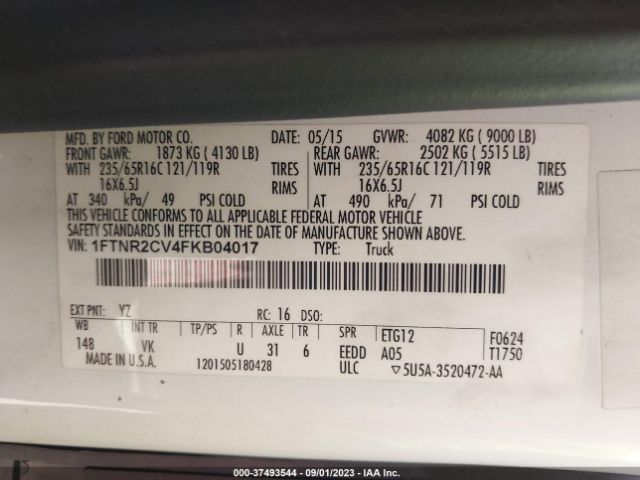 MFD. BY FORD MOTOR CO. DATE: 05/15 GVWR: 4082 KG ( 9000 LB)
FRONT GAWR: 1873 KG ( 4130 LB) REAR GAWR: 2502 KG ( 5515 LB)
WITH 235/65R16C 121/119R TIRES WITH 235/65R16C 121/119R TIRES
16X6.5J RIMS 16X6.5J RIMS
AT 340 kPa/ 49 PSI COLD AT 490 kPa/ 71 PSI COLD
THIS VEHICLE CONFORMS TO ALL APPLICABLE FEDERAL MOTOR VEHICLE
SAFETY STANDARDS IN EFFECT ON THE DATE OF MANUFACTURE SHOWN ABOVE.
VIN: 1FTNR2CV4FKB04017 TYPE: Truck
EXT PNT: YZ RC: 16 DSO:
WB INT TR TP/PS R AXLE TR SPR ETG12 F0624
148 VK U 31 6 EEDD A05 T1750
MADE IN U.S.A. 1201505180428 ULC ▽5U5A-3520472-AA
000-37493544 / 09/01/2023 / IAA Inc.